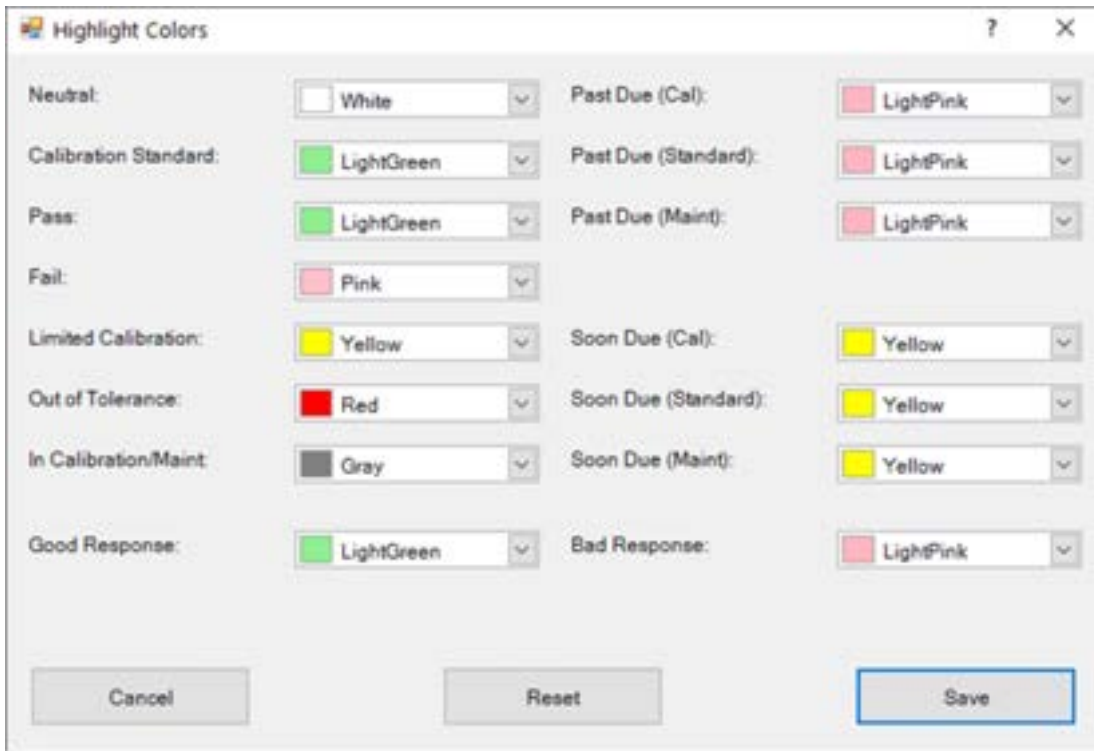 Highlight Colors ? ×
Neutral: White Past Due (Cal): LightPink
Calibration Standard: LightGreen Past Due (Standard): LightPink
Pass: LightGreen Past Due (Maint): LightPink
Fail: Pink
Limited Calibration: Yellow Soon Due (Cal): Yellow
Out of Tolerance: Red Soon Due (Standard): Yellow
In Calibration/Maint: Gray Soon Due (Maint): Yellow
Good Response: LightGreen Bad Response: LightPink
Cancel Reset Save